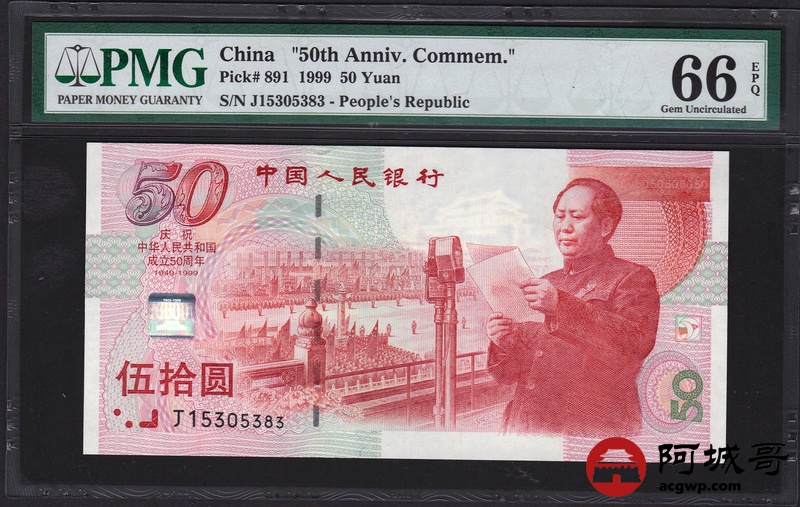 PMG
PAPER MONEY GUARANTY
China "50th Anniv. Commem."
Pick# 891 1999 50 Yuan
S/N J15305383 - People's Republic
66 EPQ
Gem Uncirculated
50
中国人民银行
庆祝
中华人民共和国
成立50周年
1949-1999
伍拾圆
J15305383
50
阿城哥
acgwp.com